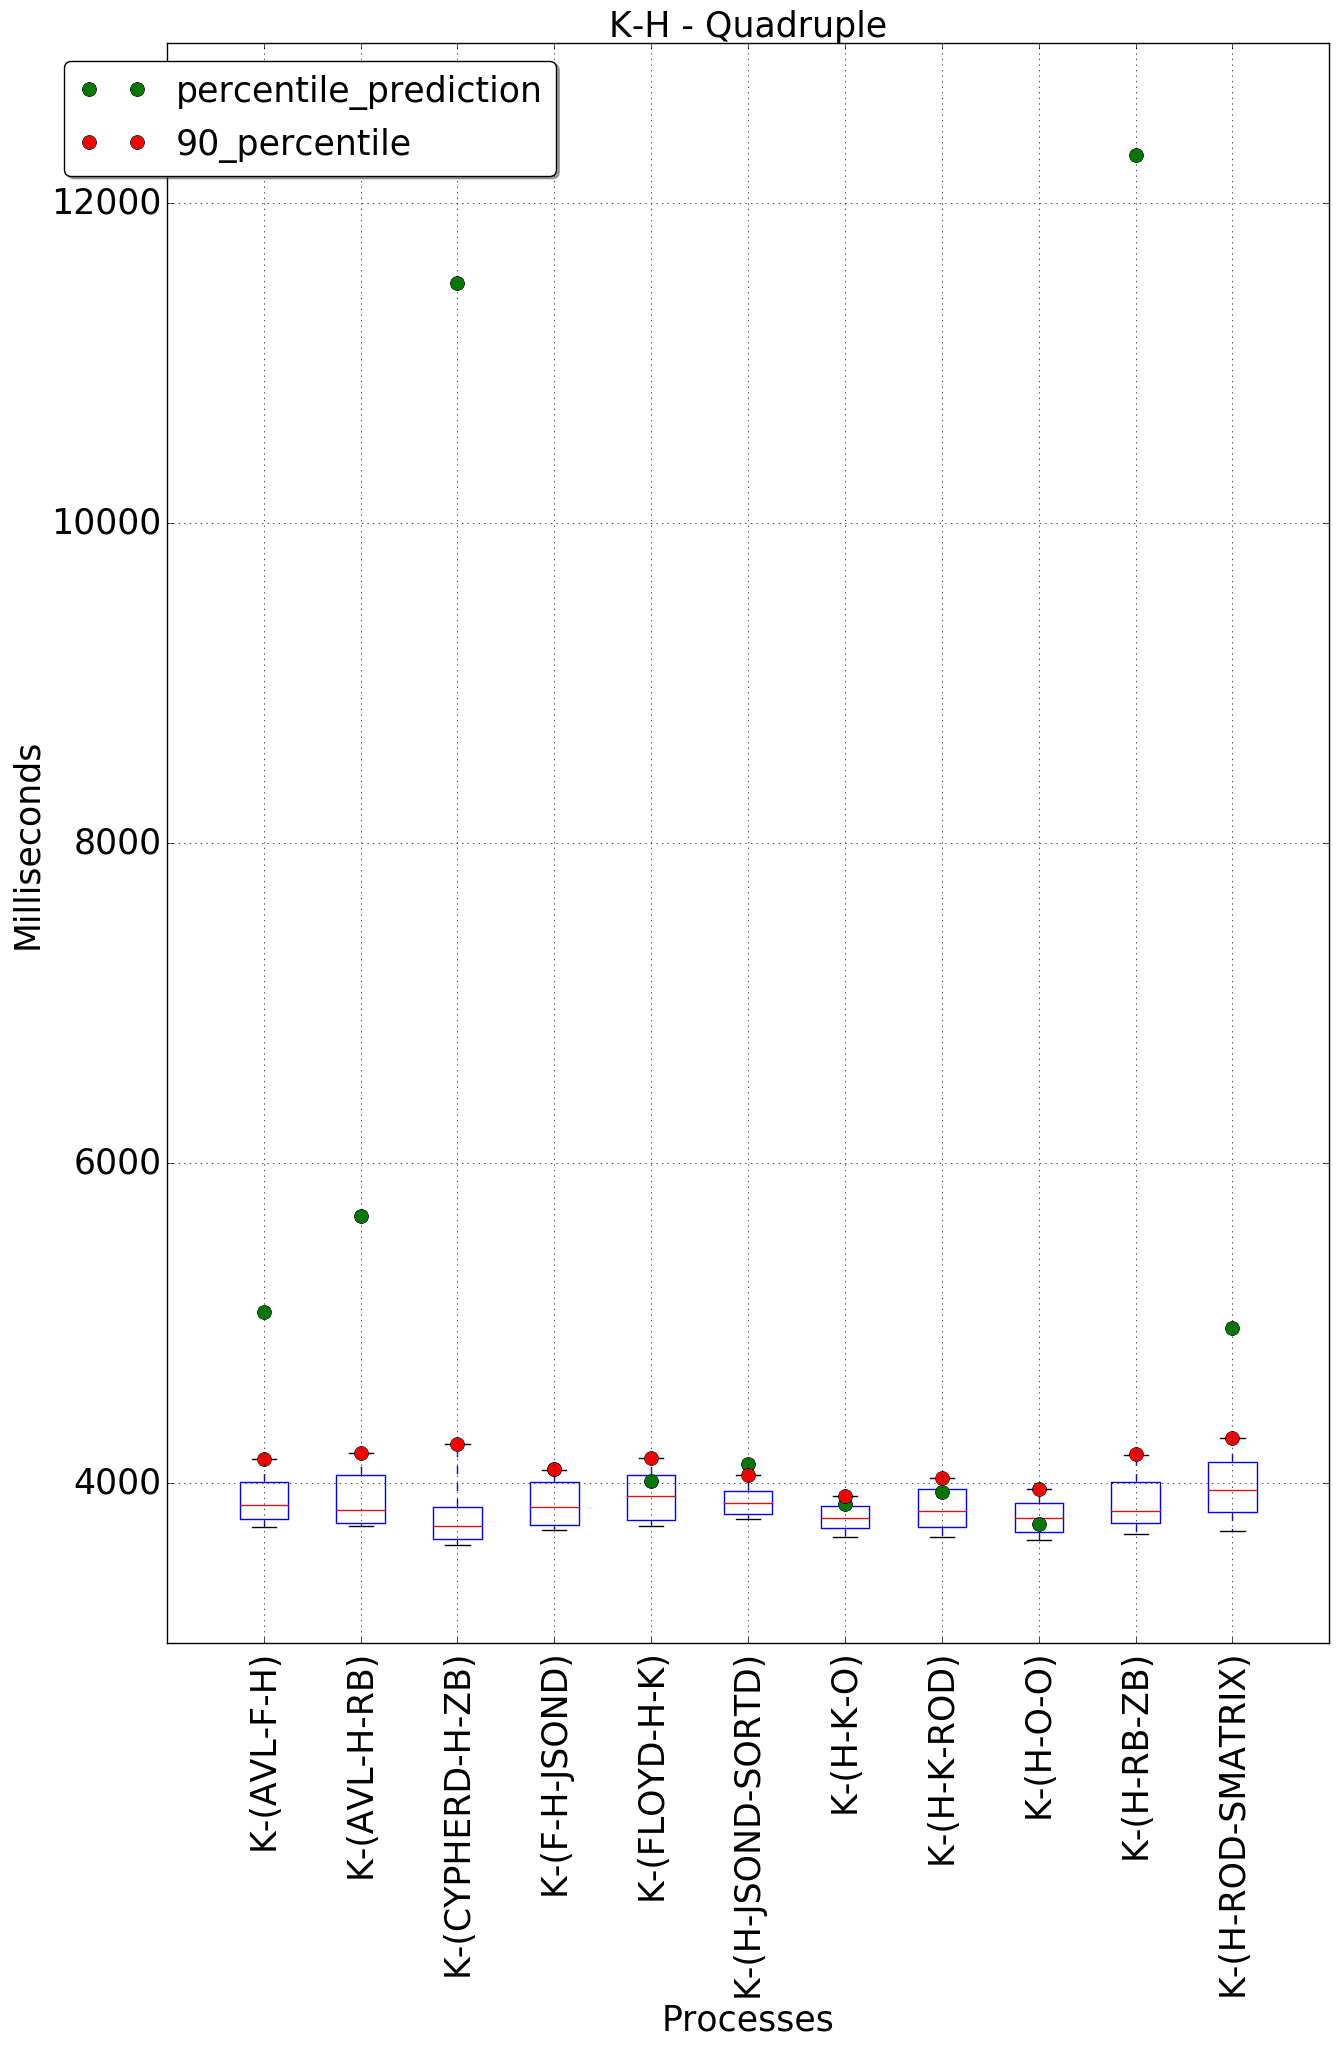 K-H - Quadruple
percentile_prediction
90_percentile
12000
10000
8000
6000
4000
Milliseconds
K-(AVL-F-H)
K-(AVL-H-RB)
K-(CYPHERD-H-ZB)
K-(F-H-JSOND)
K-(FLOYD-H-K)
K-(H-JSOND-SORTD)
K-(H-K-O)
K-(H-K-ROD)
K-(H-O-O)
K-(H-RB-ZB)
K-(H-ROD-SMATRIX)
Processes